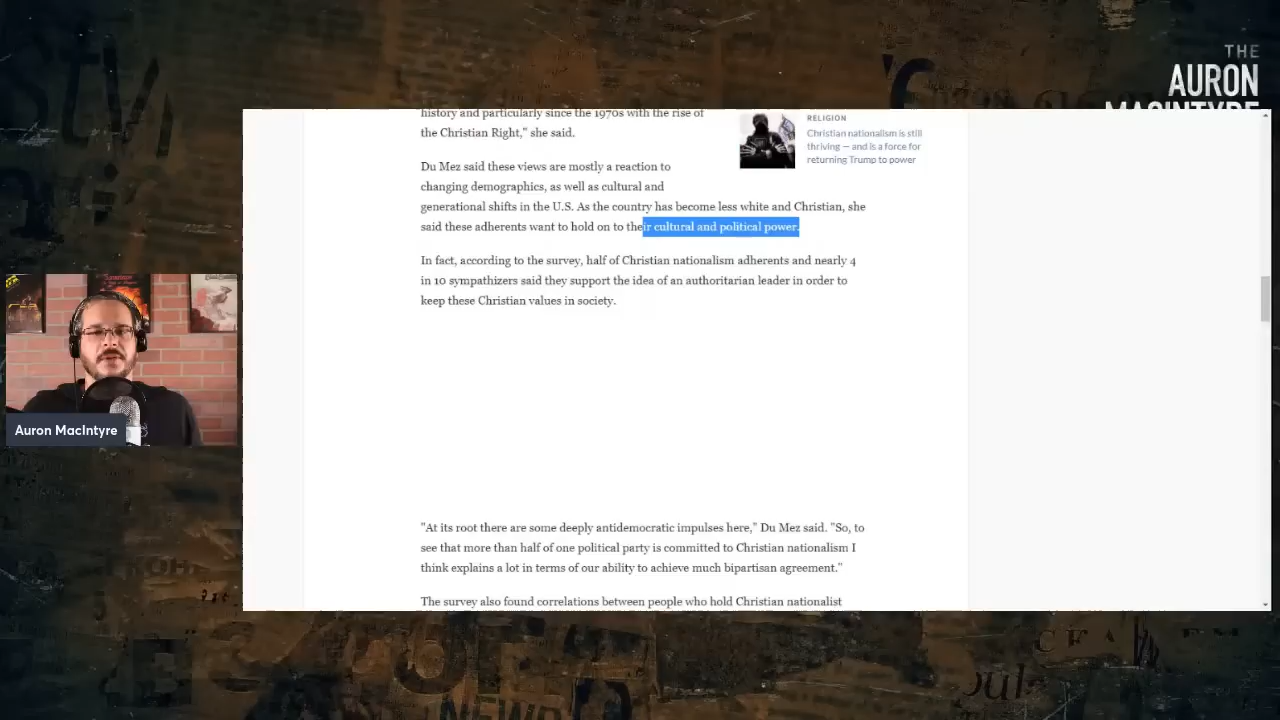 THE
AURON
MACINTYRE
history and particularly since the 1970s with the rise of
the Christian Right," she said.
RELIGION
Christian nationalism is still
thriving — and is a force for
returning Trump to power
Du Mez said these views are mostly a reaction to
changing demographics, as well as cultural and
generational shifts in the U.S. As the country has become less white and Christian, she
said these adherents want to hold on to their cultural and political power.
In fact, according to the survey, half of Christian nationalism adherents and nearly 4
in 10 sympathizers said they support the idea of an authoritarian leader in order to
keep these Christian values in society.
Auron MacIntyre
"At its root there are some deeply antidemocratic impulses here," Du Mez said. "So, to
see that more than half of one political party is committed to Christian nationalism I
think explains a lot in terms of our ability to achieve much bipartisan agreement."
The survey also found correlations between people who hold Christian nationalist